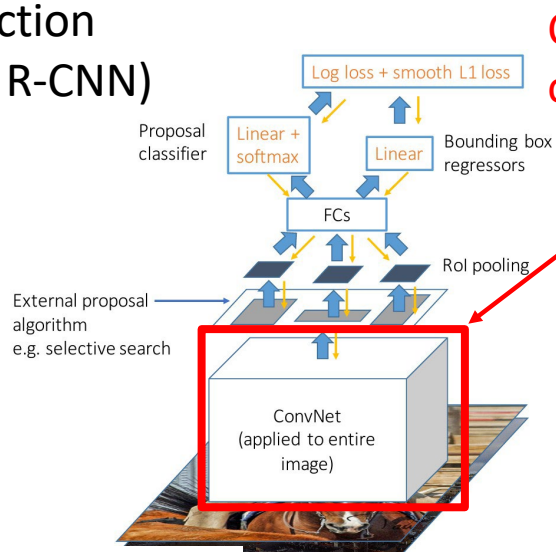 ction
R-CNN)
Log loss + smooth L1 loss
Proposal
classifier
Linear +
softmax
Linear
Bounding box
regressors
FCs
RoI pooling
External proposal
algorithm
e.g. selective search
ConvNet
(applied to entire
image)